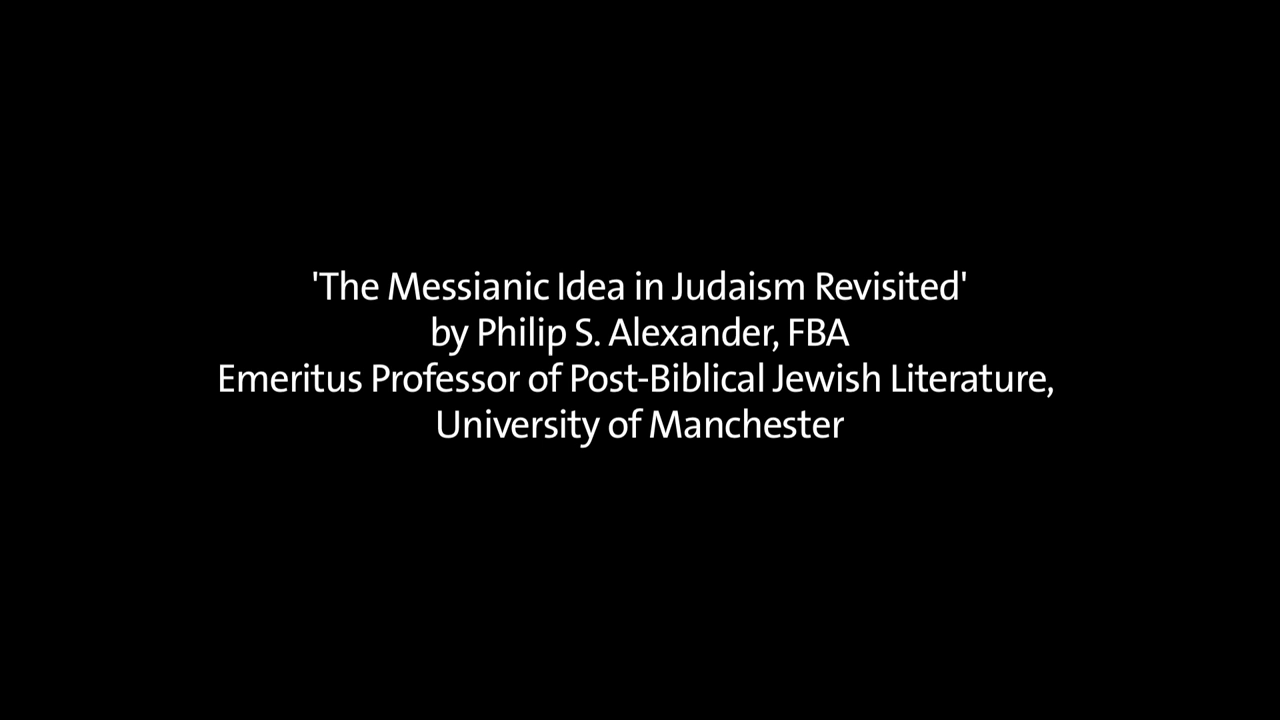 'The Messianic Idea in Judaism Revisited'
by Philip S. Alexander, FBA
Emeritus Professor of Post-Biblical Jewish Literature,
University of Manchester